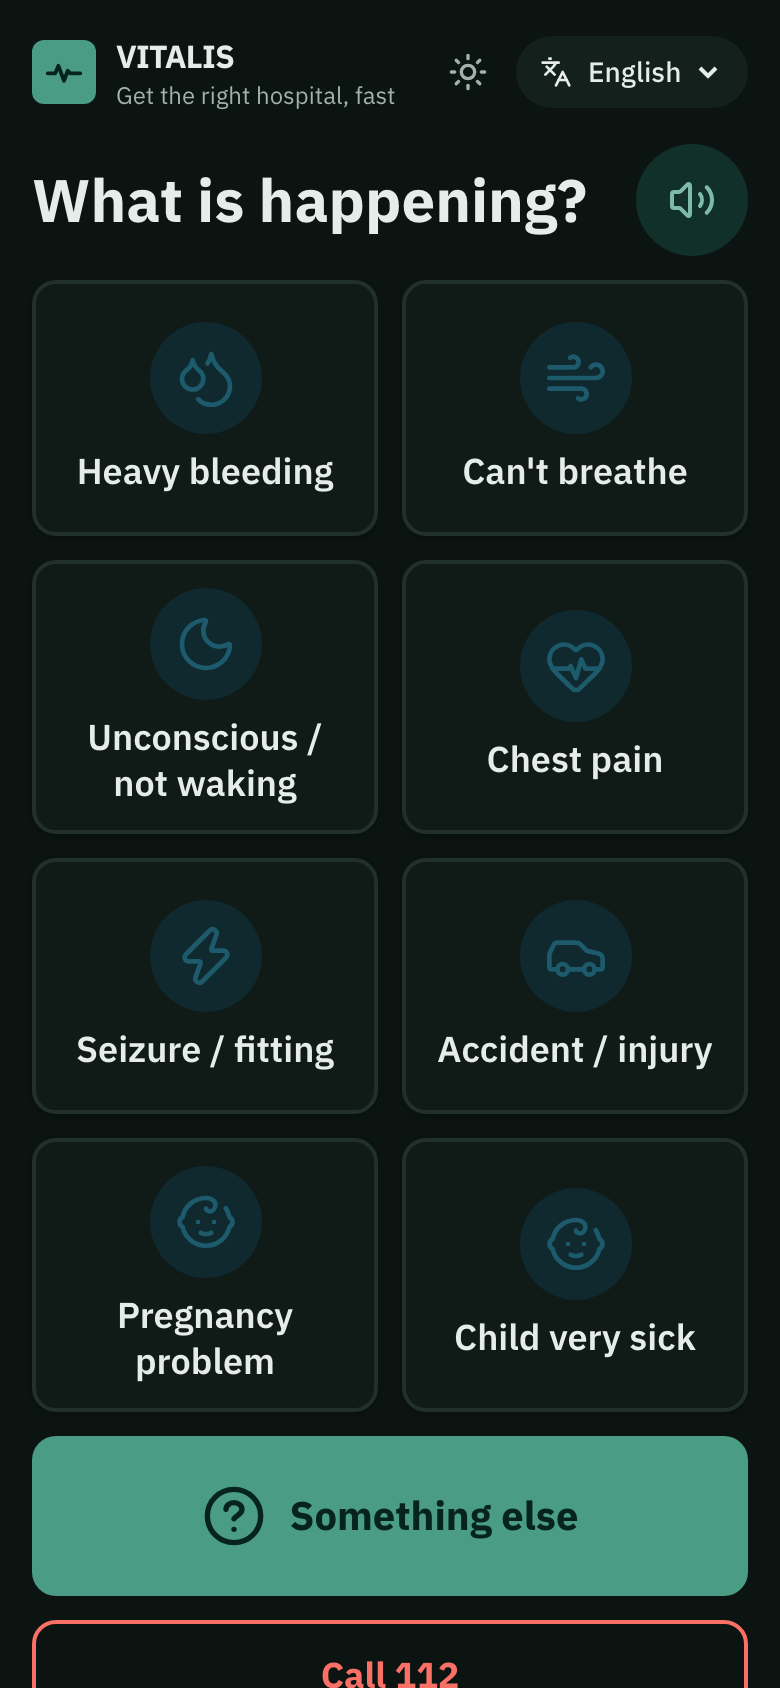 VITALIS
Get the right hospital, fast
English
What is happening?
Heavy bleeding
Can't breathe
Unconscious /
not waking
Chest pain
Seizure / fitting
Accident / injury
Pregnancy
problem
Child very sick
Something else
Call 112